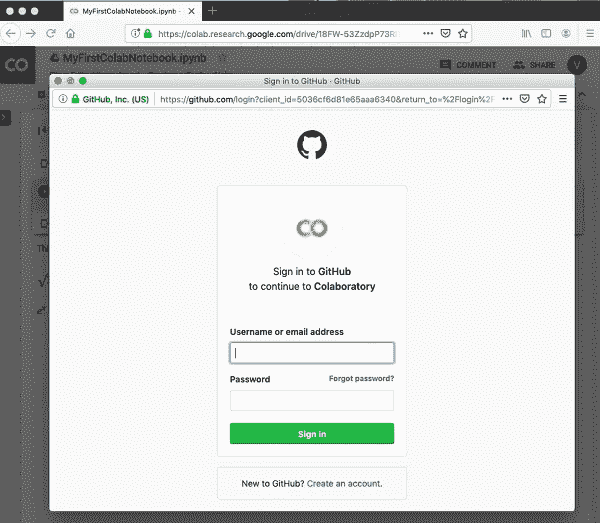 MyFirstColabNotebook.ipynb -
https://colab.research.google.com/drive/18FW-53ZzdpP73R
CO MyFirstColabNotebook.ipynb
COMMENT SHARE V
Sign in to GitHub · GitHub
GitHub, Inc. (US) https://github.com/login?client_id=5036cf6d81e65aaa6340&return_to=%2Flogin%2F
CO
Sign in to GitHub
to continue to Colaboratory
Username or email address
Password Forgot password?
Sign in
New to GitHub? Create an account.